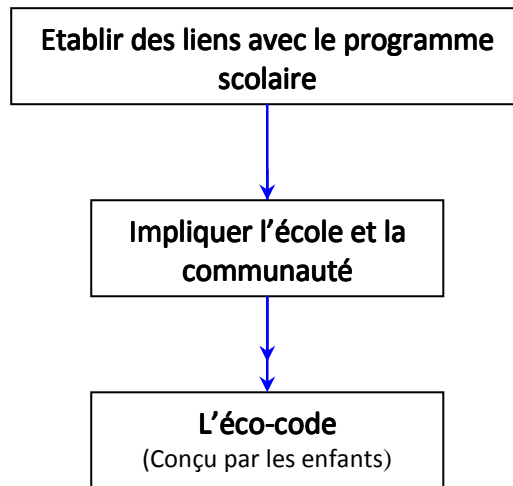 Etablir des liens avec le programme
scolaire
Impliquer l’école et la
communauté
L’éco-code
(Conçu par les enfants)